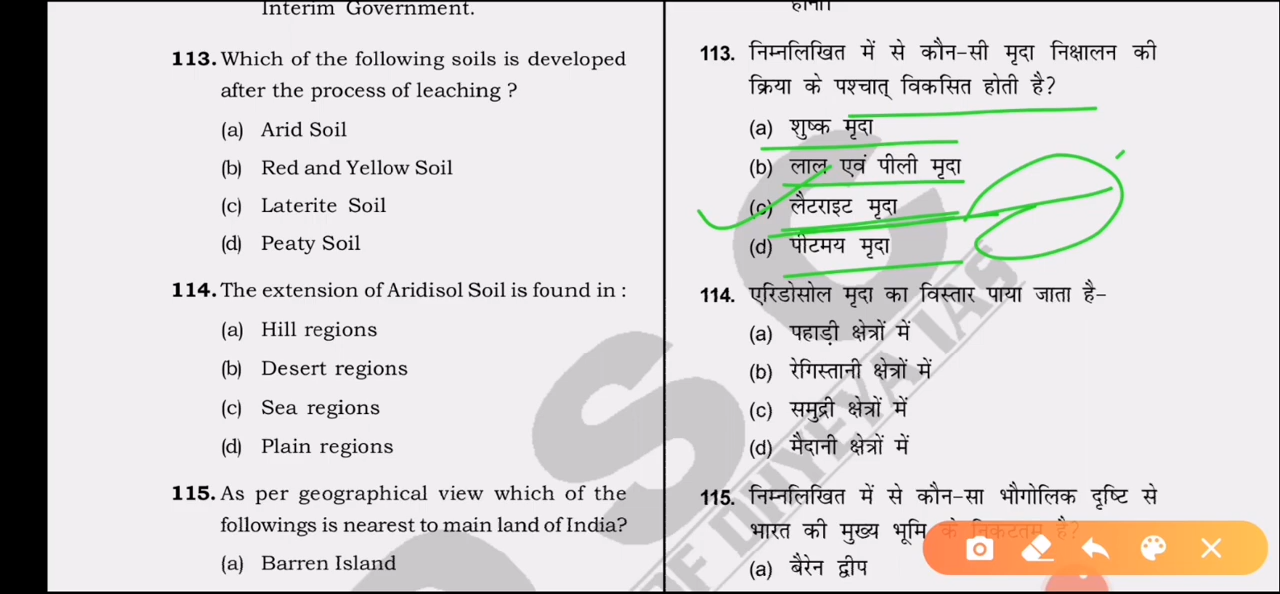 Interim Government.
113. Which of the following soils is developed
after the process of leaching ?
(a) Arid Soil
(b) Red and Yellow Soil
(c) Laterite Soil
(d) Peaty Soil
114. The extension of Aridisol Soil is found in :
(a) Hill regions
(b) Desert regions
(c) Sea regions
(d) Plain regions
115. As per geographical view which of the
followings is nearest to main land of India?
(a) Barren Island
113. निम्नलिखित में से कौन-सी मृदा निक्षालन की
क्रिया के पश्चात् विकसित होती है?
(a) शुष्क मृदा
(b) लाल एवं पीली मृदा
(c) लैटराइट मृदा
(d) पीटमय मृदा
114. एरिडोसोल मृदा का विस्तार पाया जाता है-
(a) पहाड़ी क्षेत्रों में
(b) रेगिस्तानी क्षेत्रों में
(c) समुद्री क्षेत्रों में
(d) मैदानी क्षेत्रों में
115. निम्नलिखित में से कौन-सा भौगोलिक दृष्टि से
भारत की मुख्य भूमि के निकटतम है?
(a) बैरेन द्वीप